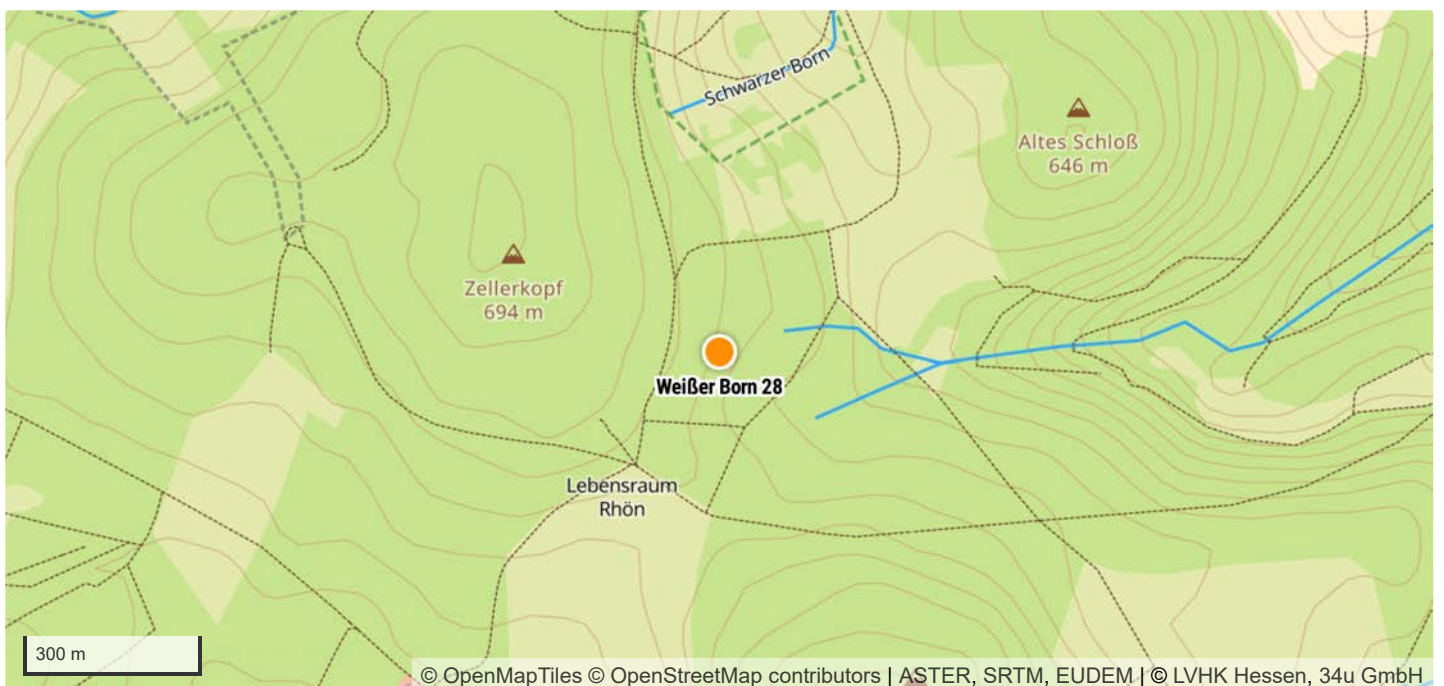 Schwarzer Born
Altes Schloß
646 m
Zellerkopf
694 m
Weißer Born 28
Lebensraum
Rhön
300 m
© OpenMapTiles © OpenStreetMap contributors | ASTER, SRTM, EUDEM | © LVHK Hessen, 34u GmbH